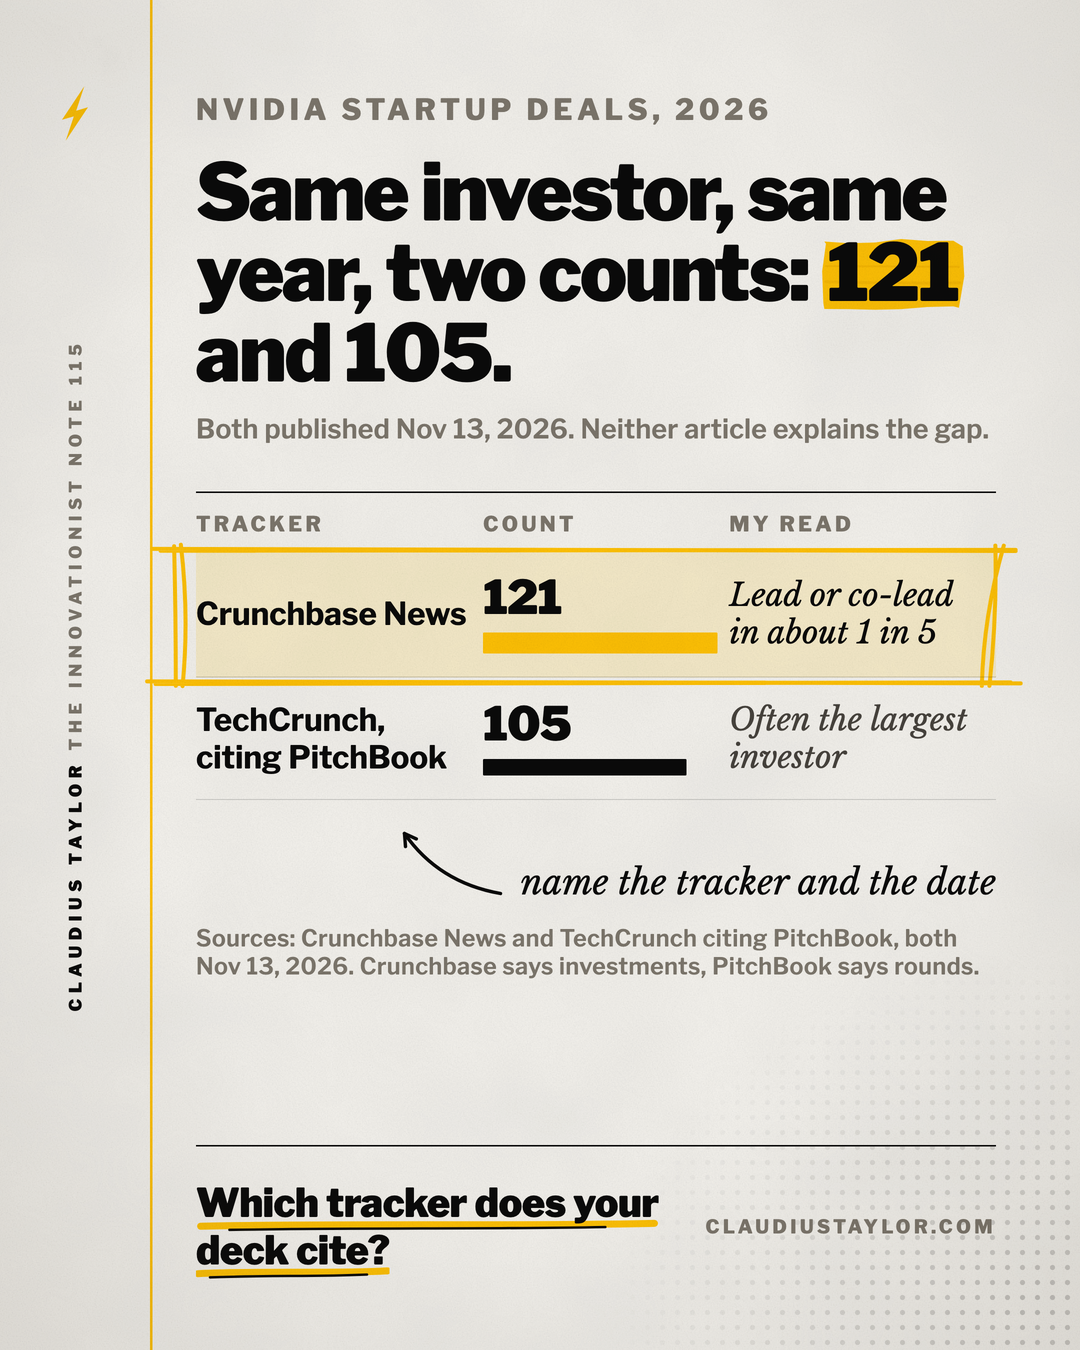 NVIDIA STARTUP DEALS, 2026
Same investor, same
year, two counts: 121
and 105.
Both published Nov 13, 2026. Neither article explains the gap.
TRACKER COUNT MY READ
Crunchbase News 121 Lead or co-lead
in about 1 in 5
TechCrunch, 105 Often the largest
citing PitchBook investor
name the tracker and the date
Sources: Crunchbase News and TechCrunch citing PitchBook, both
Nov 13, 2026. Crunchbase says investments, PitchBook says rounds.
Which tracker does your
deck cite?
CLAUDIUSTAYLOR.COM
CLAUDIUS TAYLOR THE INNOVATIONIST NOTE 115